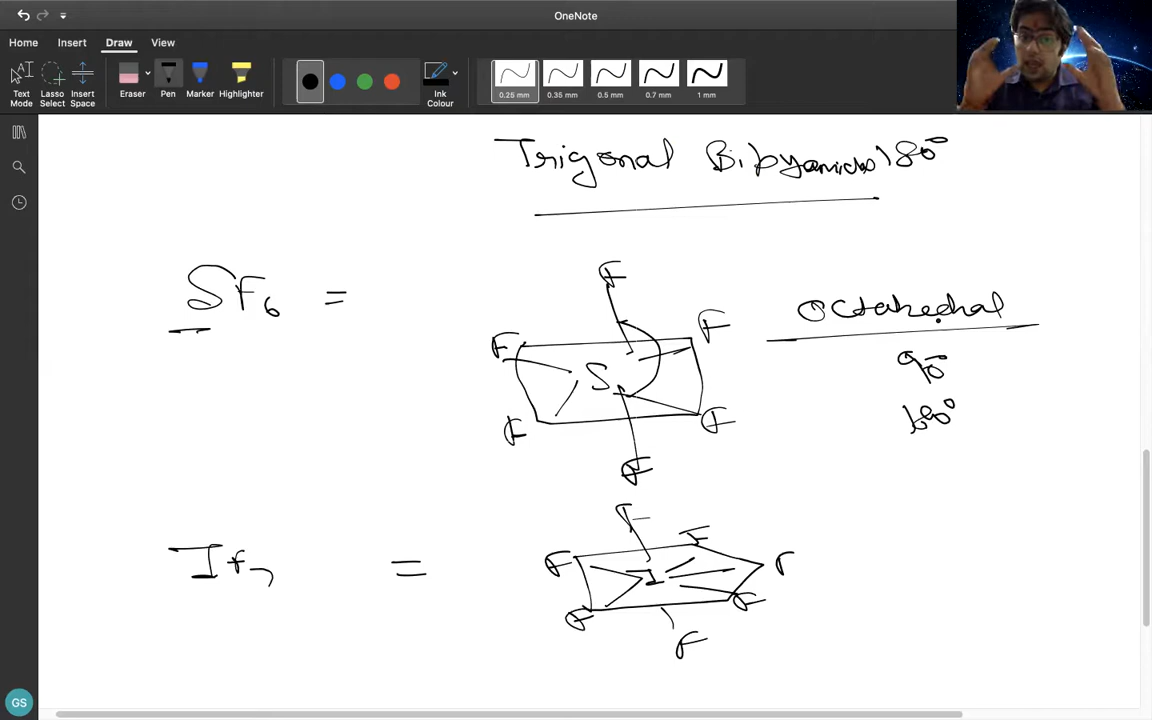 OneNote
Home Insert Draw View
Text Mode
Lasso Select
Insert Space
Eraser
Pen
Marker
Highlighter
Ink Colour
0.25 mm 0.35 mm 0.5 mm 0.7 mm 1 mm
Trigonal 180°
SF6 =
F
F F
S
F F
F
Octahedral
90°
180°
If7 =
F
F F
I F
F F
F
GS